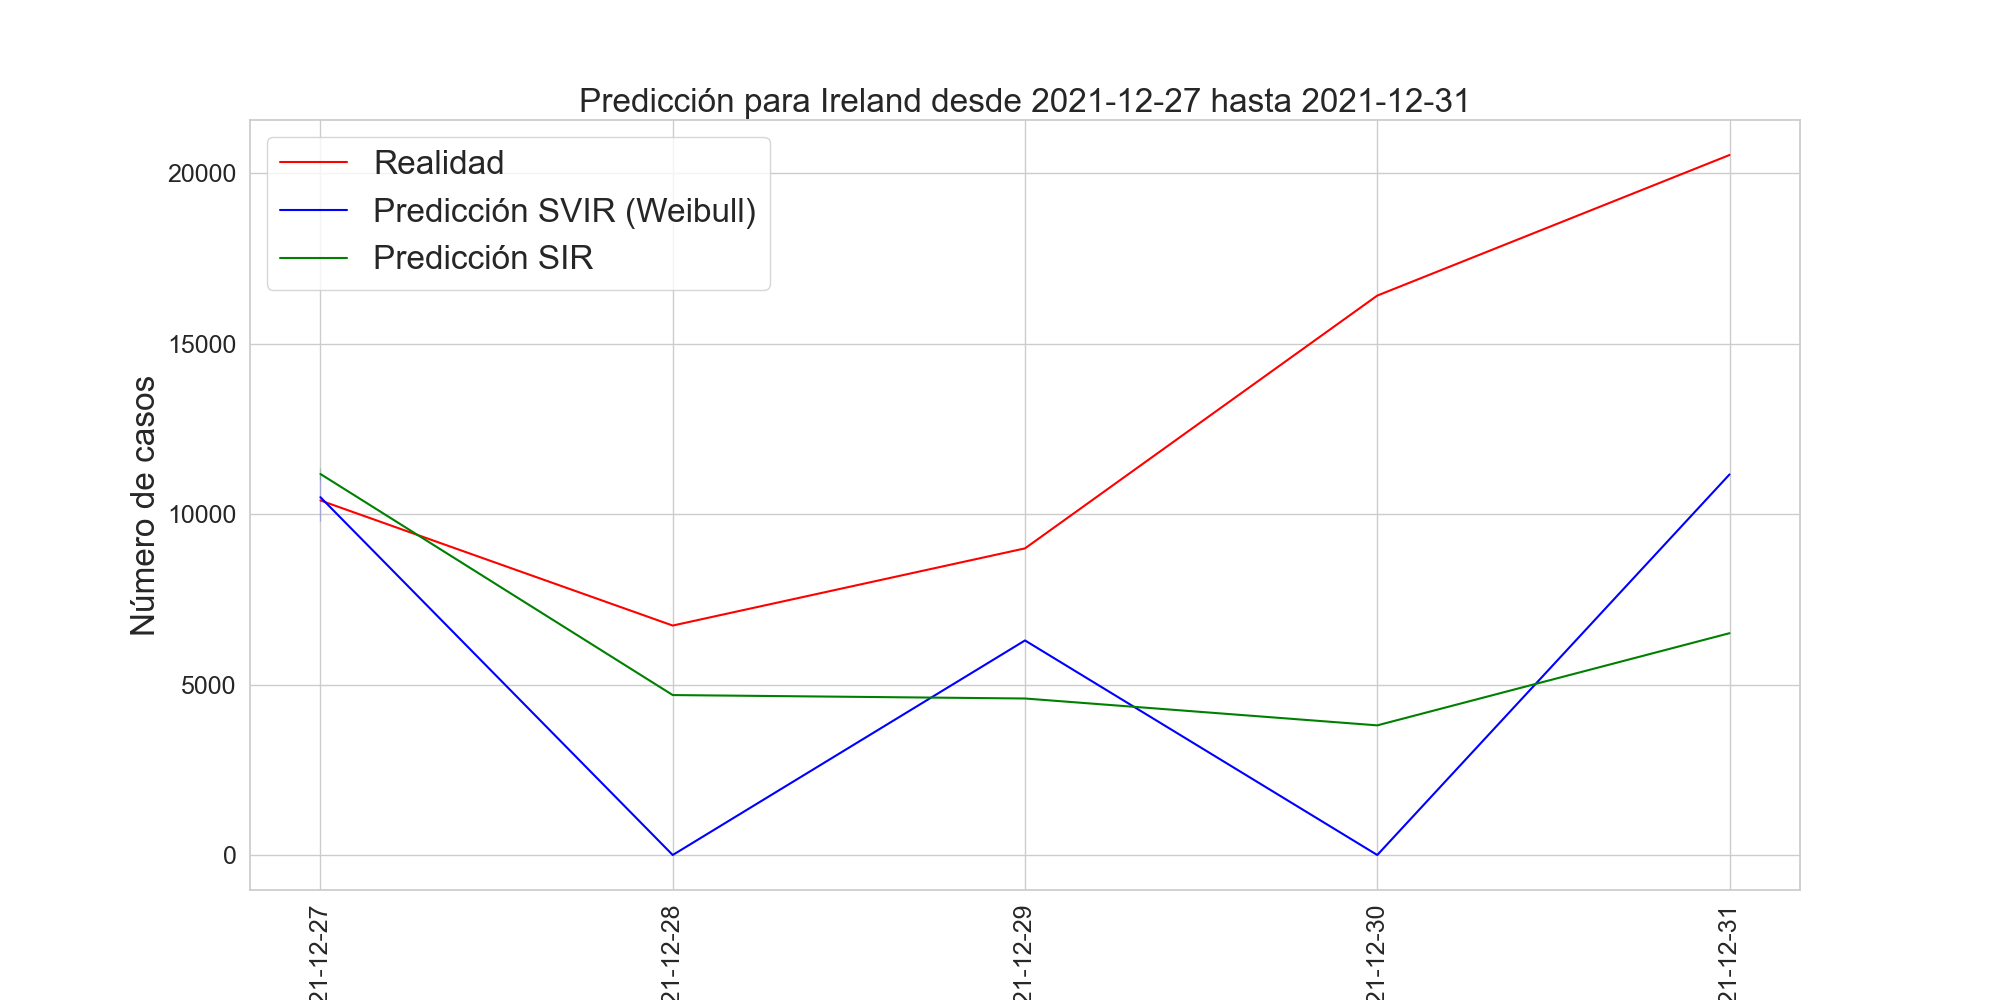 Predicción para Ireland desde 2021-12-27 hasta 2021-12-31
Realidad
Predicción SVIR (Weibull)
Predicción SIR
Número de casos
20000
15000
10000
5000
0
21-12-27
21-12-28
21-12-29
21-12-30
21-12-31